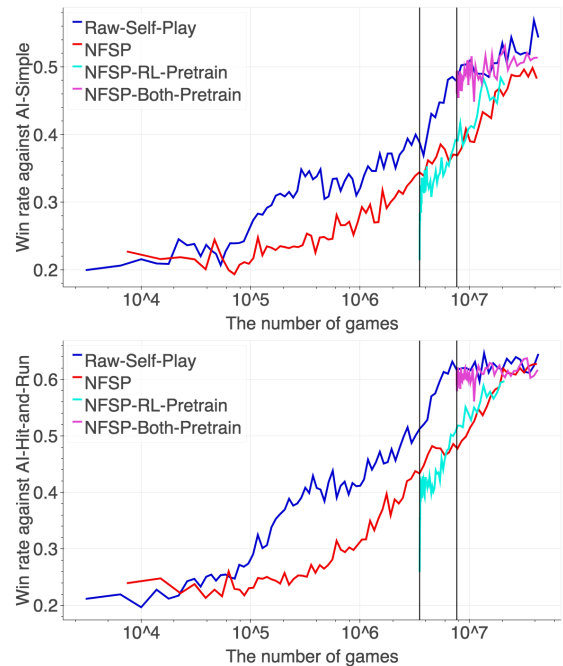 Win rate against AI-Simple
Raw-Self-Play
NFSP
NFSP-RL-Pretrain
NFSP-Both-Pretrain
0.5
0.4
0.3
0.2
10^4
10^5
10^6
10^7
The number of games
Win rate against AI-Hit-and-Run
Raw-Self-Play
NFSP
NFSP-RL-Pretrain
NFSP-Both-Pretrain
0.6
0.5
0.4
0.3
0.2
10^4
10^5
10^6
10^7
The number of games